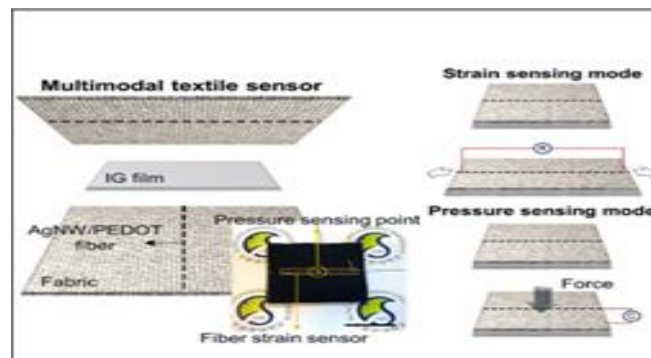 Multimodal textile sensor
IG film
AgNW/PEDOT
fiber
Fabric
Pressure sensing point
Fiber strain sensor
Strain sensing mode
R
Pressure sensing mode
Force
C